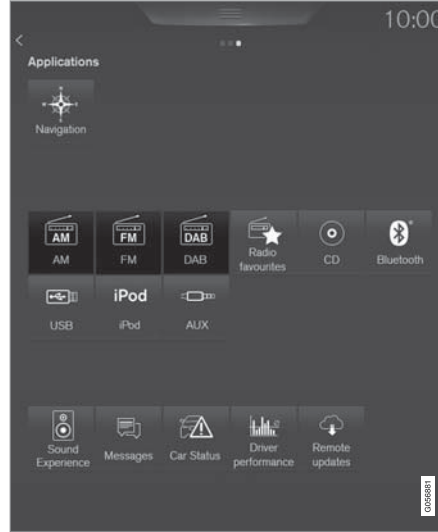 10:00
Applications
Navigation
AM
FM
DAB
AM
FM
DAB
Radio
favourites
CD
Bluetooth
iPod
USB
iPod
AUX
Sound
Experience
Messages
Car Status
Driver
performance
Remote
updates
G056881